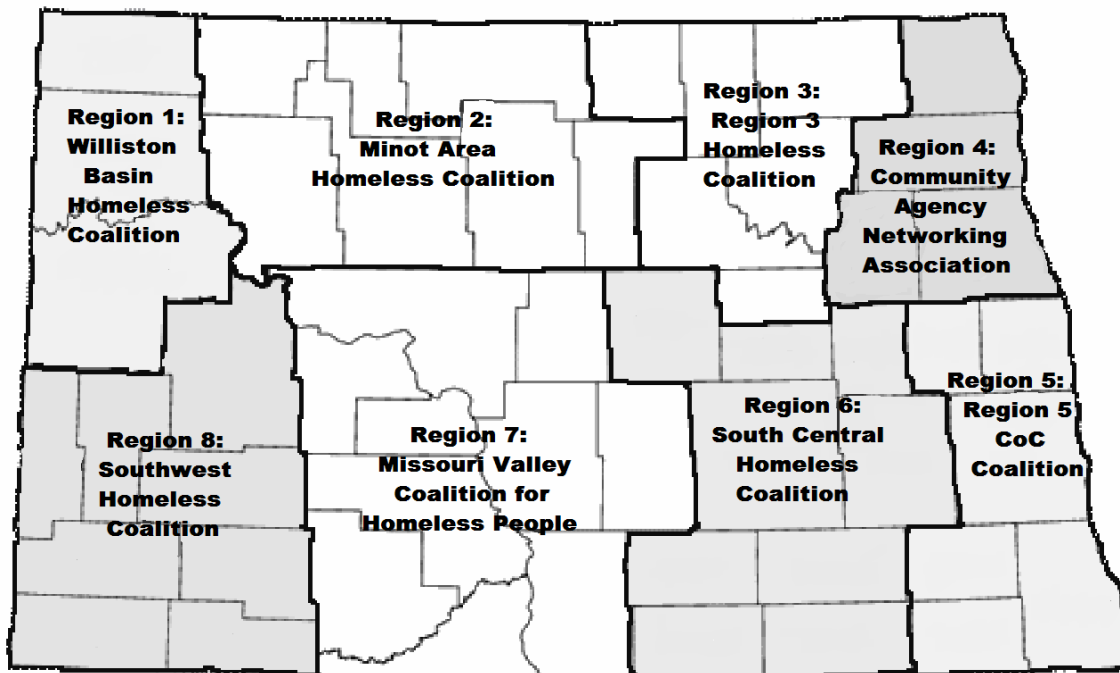 Region 1:
Williston
Basin
Homeless
Coalition
Region 2:
Minot Area
Homeless Coalition
Region 3:
Region 3
Homeless
Coalition
Region 4:
Community
Agency
Networking
Association
Region 5:
Region 5
CoC
Coalition
Region 6:
South Central
Homeless
Coalition
Region 7:
Missouri Valley
Coalition for
Homeless People
Region 8:
Southwest
Homeless
Coalition